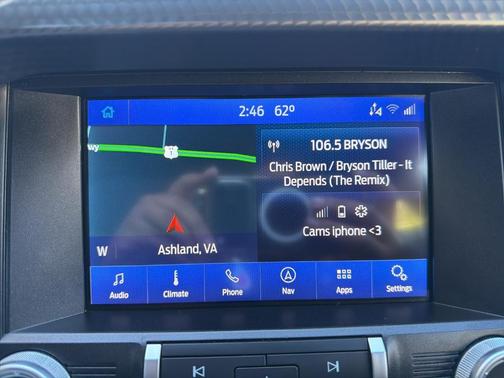 2:46 62°
wy
1
W
Ashland, VA
106.5 BRYSON
Chris Brown / Bryson Tiller - It
Depends (The Remix)
Cams iphone <3
Audio
Climate
Phone
Nav
Apps
Settings